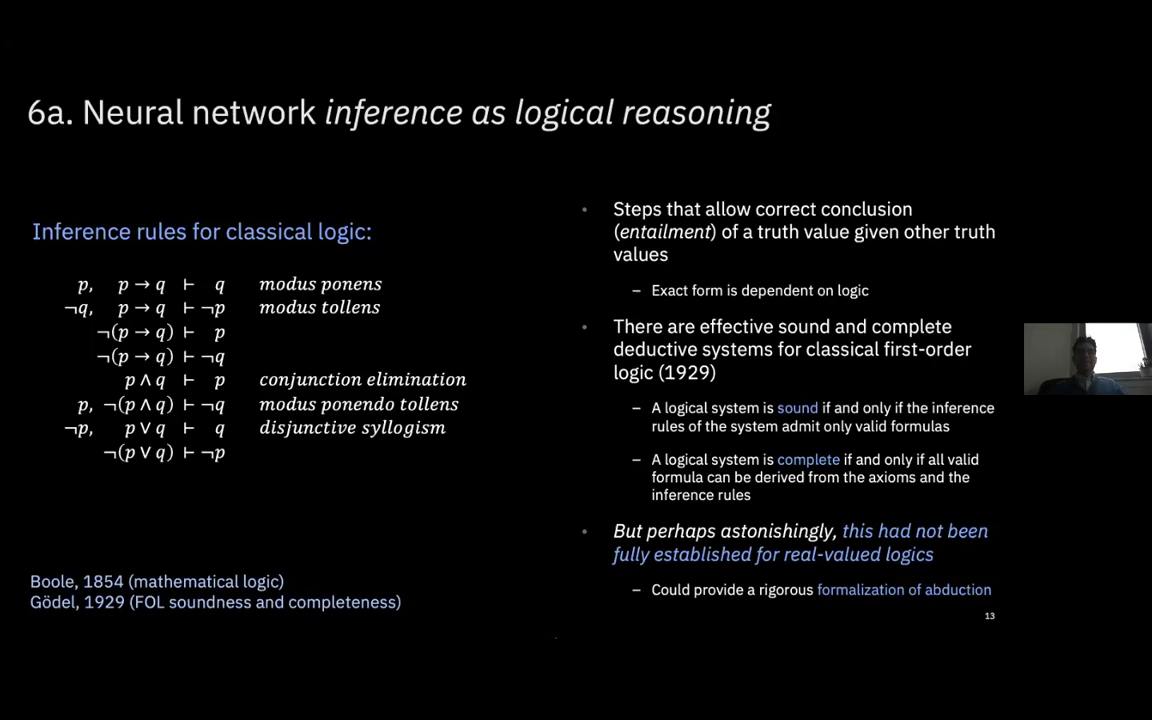 6a. Neural network inference as logical reasoning
Inference rules for classical logic:
p, p → q ⊢ q modus ponens
¬q, p → q ⊢ ¬p modus tollens
¬(p → q) ⊢ p
¬(p → q) ⊢ ¬q
p ∧ q ⊢ p conjunction elimination
p, ¬(p ∧ q) ⊢ ¬q modus ponendo tollens
¬p, p ∨ q ⊢ q disjunctive syllogism
¬(p ∨ q) ⊢ ¬p
Boole, 1854 (mathematical logic)
Gödel, 1929 (FOL soundness and completeness)
• Steps that allow correct conclusion
(entailment) of a truth value given other truth
values
– Exact form is dependent on logic
• There are effective sound and complete
deductive systems for classical first-order
logic (1929)
– A logical system is sound if and only if the inference
rules of the system admit only valid formulas
– A logical system is complete if and only if all valid
formula can be derived from the axioms and the
inference rules
• But perhaps astonishingly, this had not been
fully established for real-valued logics
– Could provide a rigorous formalization of abduction
13